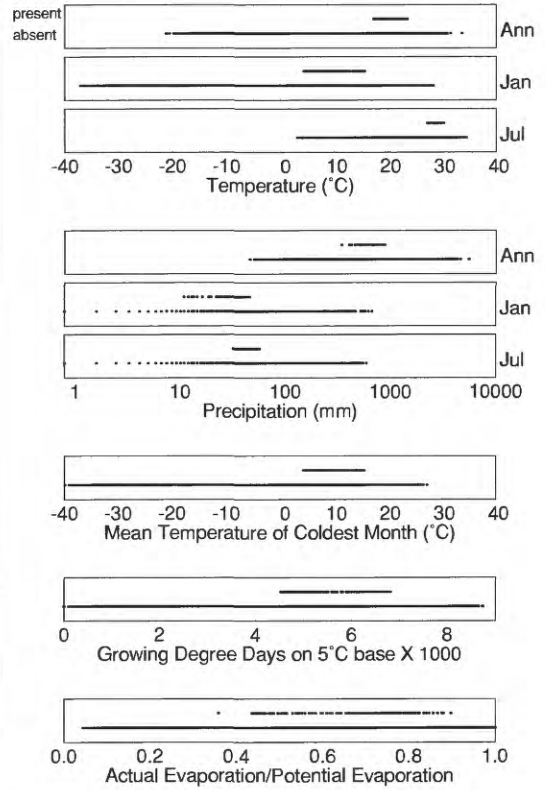 present
absent
Ann
Jan
Jul
-40 -30 -20 -10 0 10 20 30 40
Temperature (˚C)
Ann
Jan
Jul
1 10 100 1000 10000
Precipitation (mm)
-40 -30 -20 -10 0 10 20 30 40
Mean Temperature of Coldest Month (˚C)
0 2 4 6 8
Growing Degree Days on 5˚C base X 1000
0.0 0.2 0.4 0.6 0.8 1.0
Actual Evaporation/Potential Evaporation